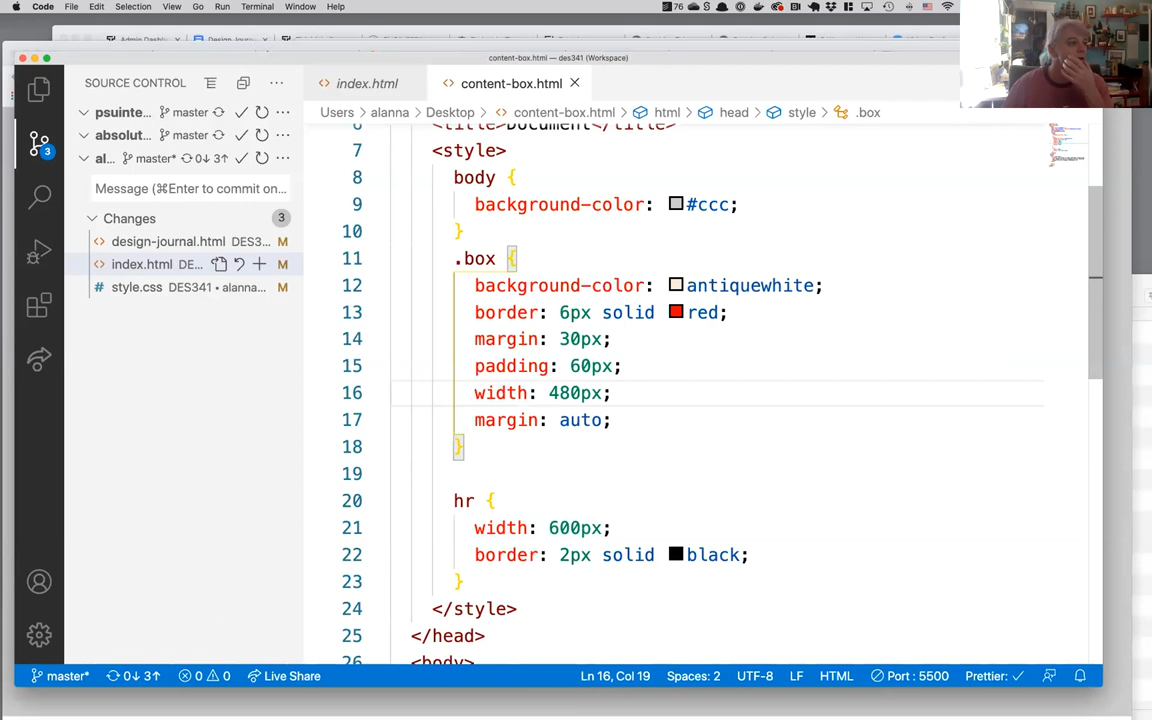 Code File Edit Selection View Go Run Terminal Window Help 76
content-box.html — des341 (Workspace)
SOURCE CONTROL
index.html content-box.html
psuinte... master
absolut... master
al... master* 0↓ 3↑
Message (⌘Enter to commit on...
Changes 3
design-journal.html DES3... M
index.html DE... M
style.css DES341 • alanna... M
3
Users > alanna > Desktop > content-box.html > html > head > style > .box
<title>Document</title>
7 <style>
8 body {
9 background-color: #ccc;
10 }
11 .box {
12 background-color: antiquewhite;
13 border: 6px solid red;
14 margin: 30px;
15 padding: 60px;
16 width: 480px;
17 margin: auto;
18 }
19
20 hr {
21 width: 600px;
22 border: 2px solid black;
23 }
24 </style>
25 </head>
26 <body>
master* 0↓ 3↑ 0 0 Live Share Ln 16, Col 19 Spaces: 2 UTF-8 LF HTML Port : 5500 Prettier: ✓